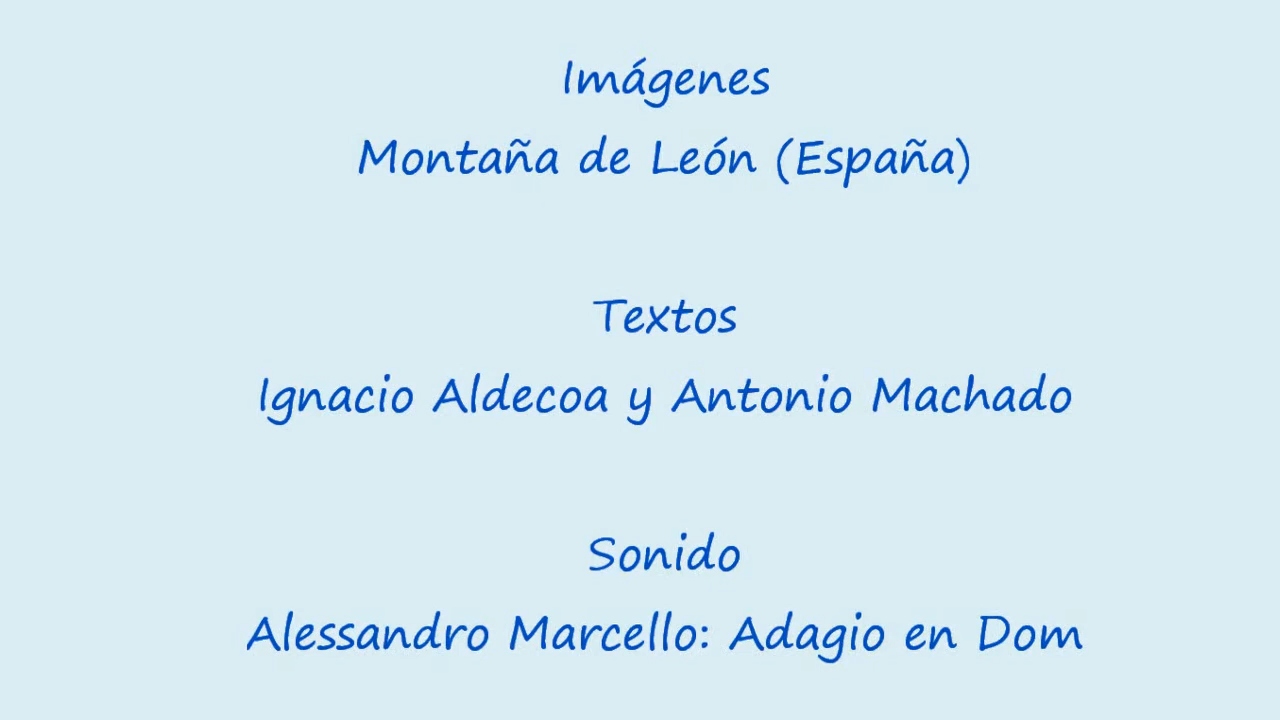 Imágenes
Montaña de León (España)
Textos
Ignacio Aldecoa y Antonio Machado
Sonido
Alessandro Marcello: Adagio en Dom